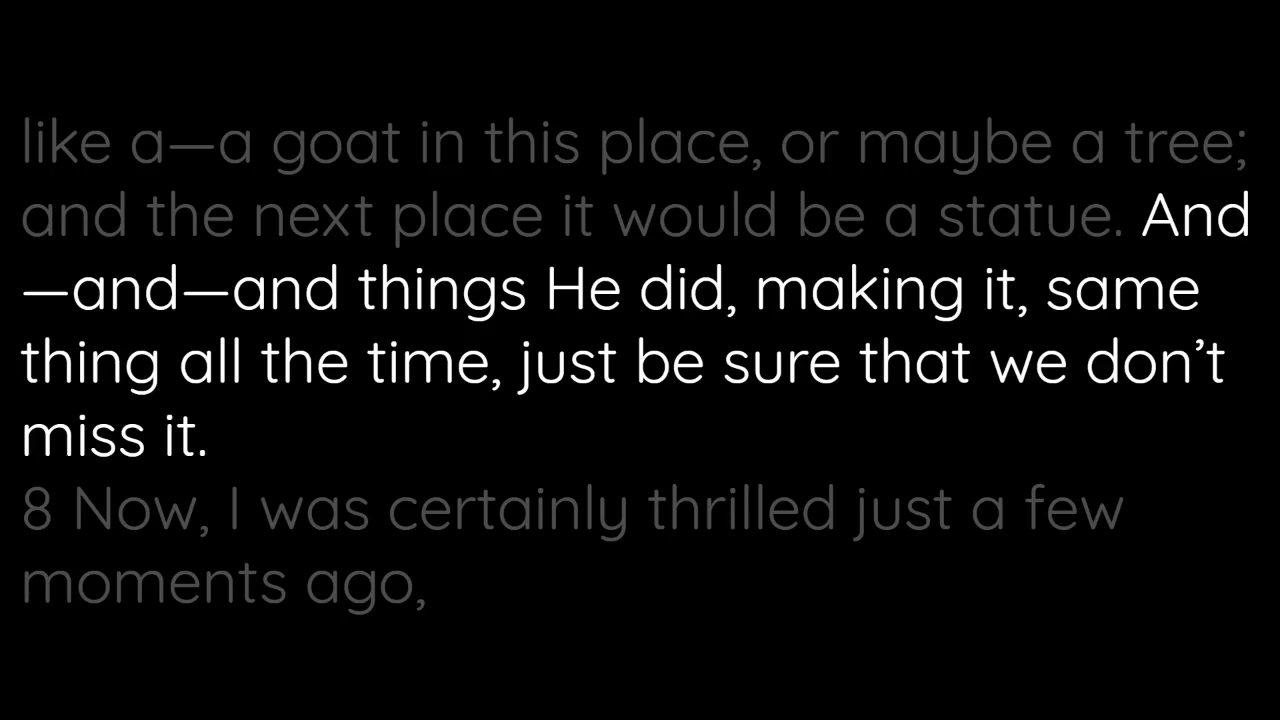 like a—a goat in this place, or maybe a tree;
and the next place it would be a statue. And
—and—and things He did, making it, same
thing all the time, just be sure that we don’t
miss it.
8 Now, I was certainly thrilled just a few
moments ago,